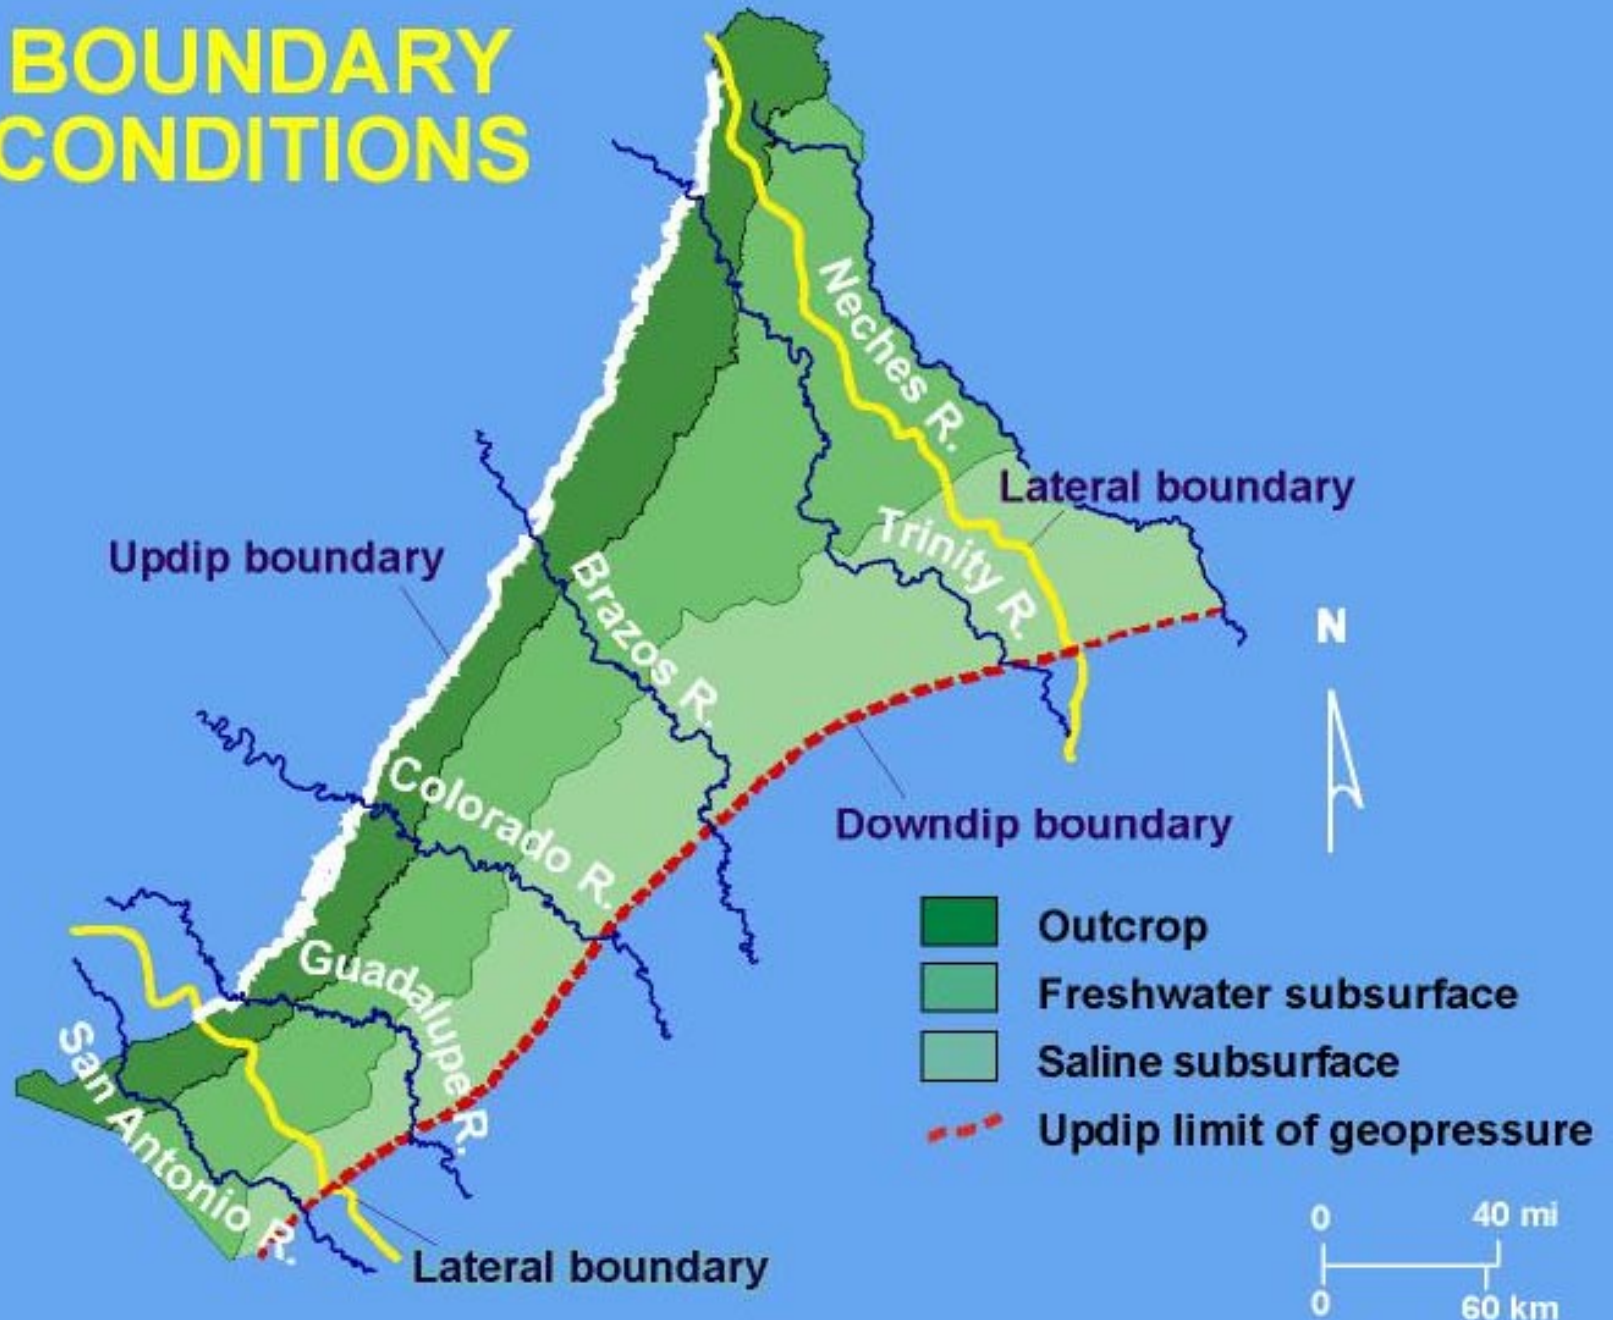 BOUNDARY
CONDITIONS
Neches R.
Lateral boundary
Trinity R.
Updip boundary
Brazos R.
N
Colorado R.
Downdip boundary
Guadalupe R.
San Antonio R.
Outcrop
Freshwater subsurface
Saline subsurface
Updip limit of geopressure
Lateral boundary
0 40 mi
0 60 km